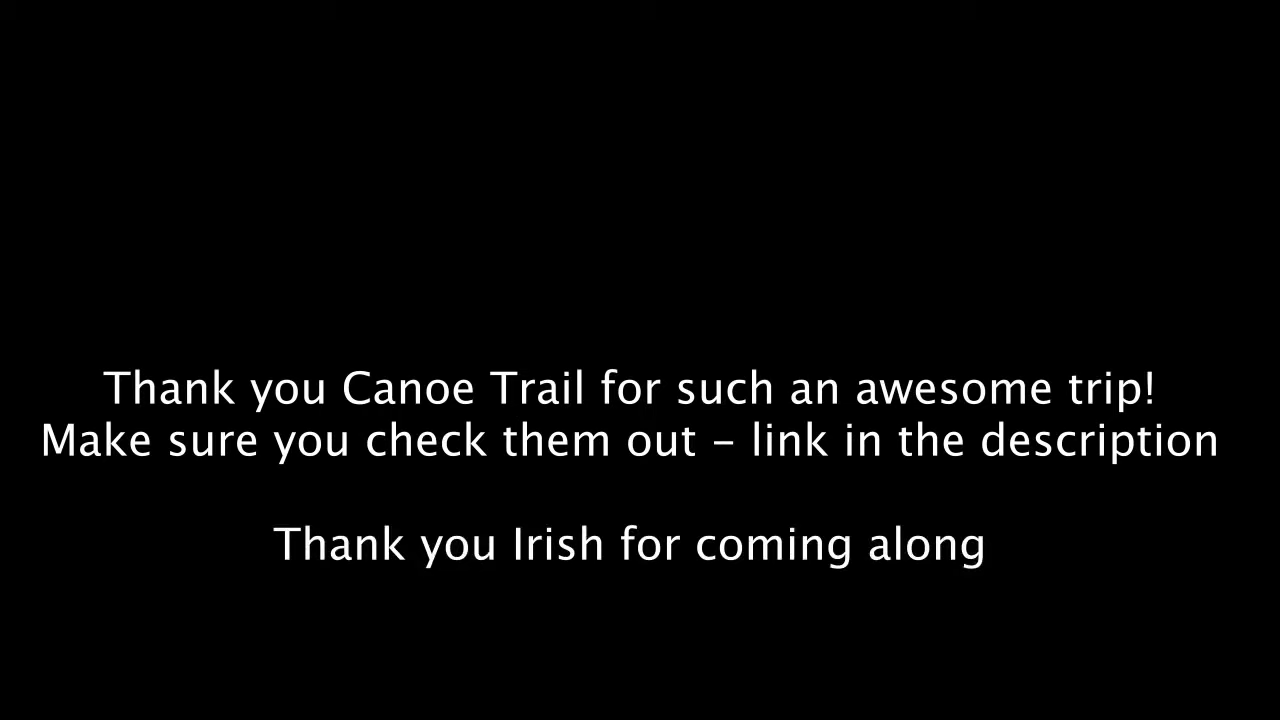 Thank you Canoe Trail for such an awesome trip!
Make sure you check them out - link in the description
Thank you Irish for coming along